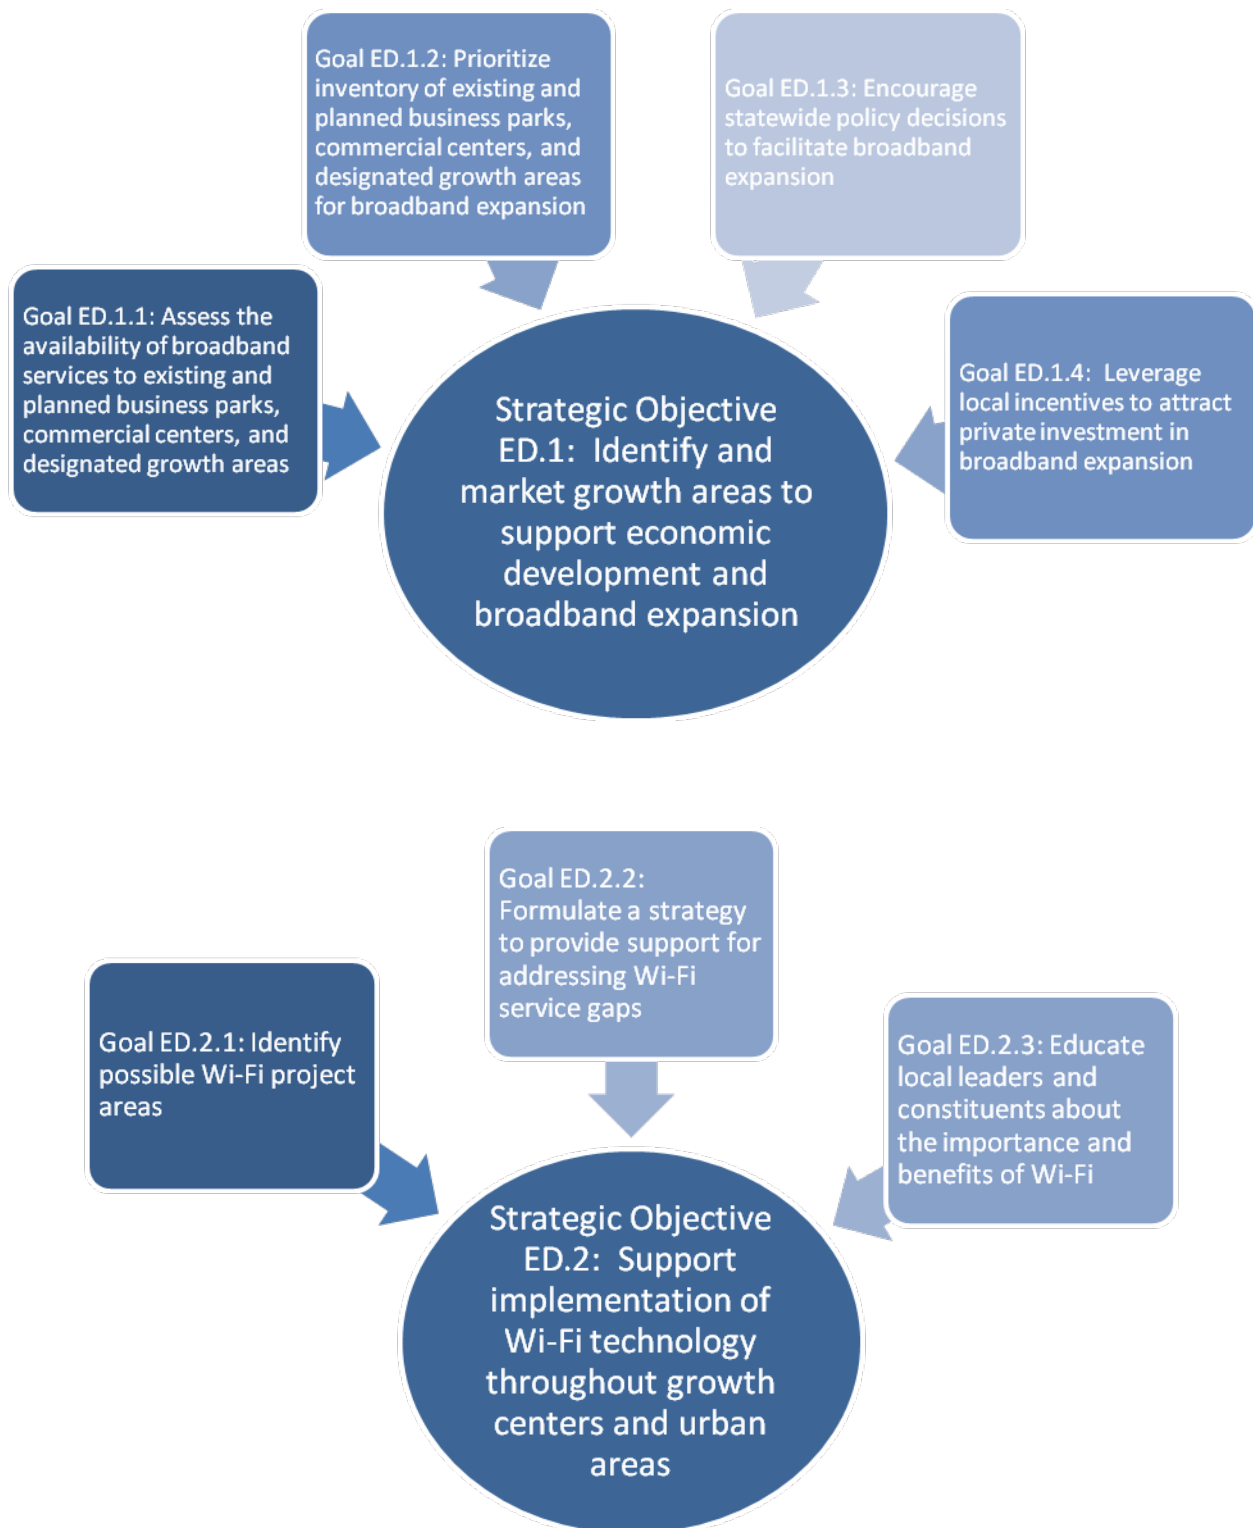 Goal ED.1.2: Prioritize
inventory of existing and
planned business parks,
commercial centers, and
designated growth areas
for broadband expansion
Goal ED.1.3: Encourage
statewide policy decisions
to facilitate broadband
expansion
Goal ED.1.1: Assess the
availability of broadband
services to existing and
planned business parks,
commercial centers, and
designated growth areas
Goal ED.1.4:  Leverage
local incentives to attract
private investment in
broadband expansion
Strategic Objective
ED.1:  Identify and
market growth areas to
support economic
development and
broadband expansion
Goal ED.2.2:
Formulate a strategy
to provide support for
addressing Wi-Fi
service gaps
Goal ED.2.1: Identify
possible Wi-Fi project
areas
Goal ED.2.3: Educate
local leaders and
constituents about
the importance and
benefits of Wi-Fi
Strategic Objective
ED.2:  Support
implementation of
Wi-Fi technology
throughout growth
centers and urban
areas